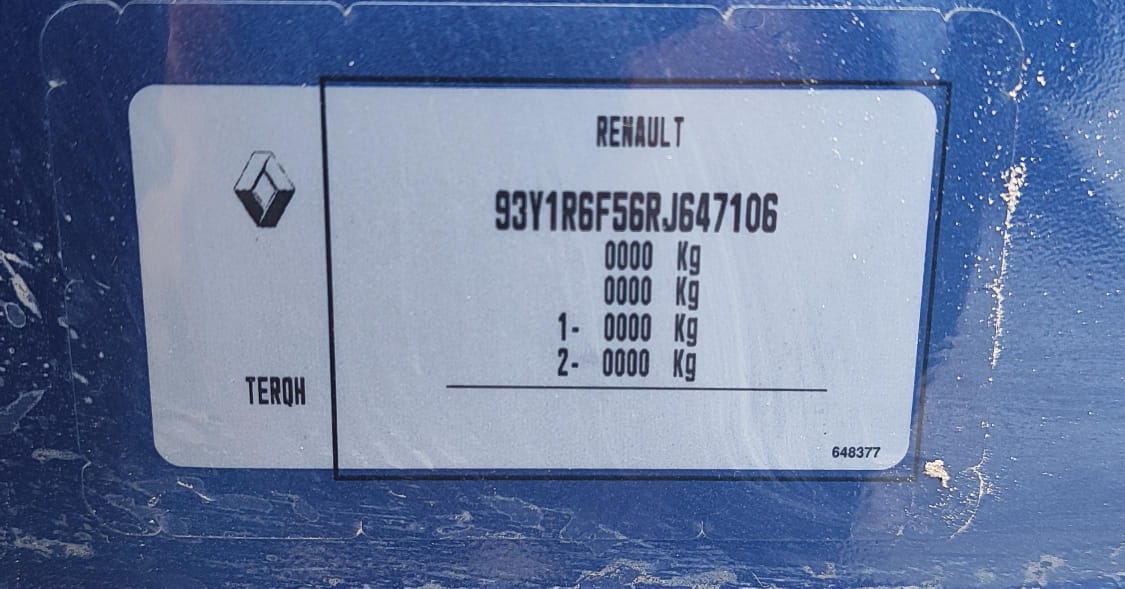 RENAULT
93Y1R6F56RJ647106
0000 Kg
0000 Kg
1- 0000 Kg
2- 0000 Kg
TERQH
648377